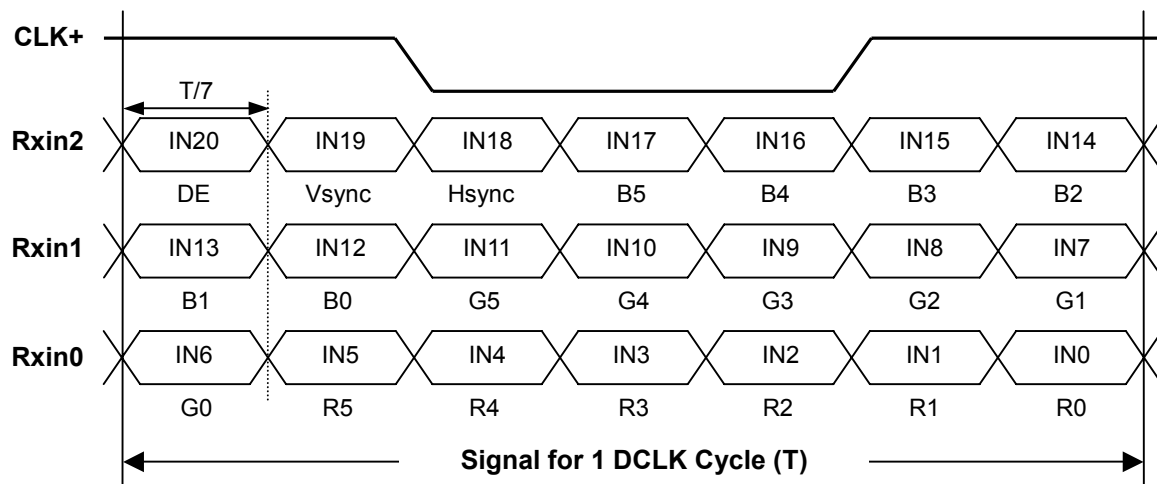 CLK+
T/7
Rxin2 IN20 IN19 IN18 IN17 IN16 IN15 IN14
DE Vsync Hsync B5 B4 B3 B2
Rxin1 IN13 IN12 IN11 IN10 IN9 IN8 IN7
B1 B0 G5 G4 G3 G2 G1
Rxin0 IN6 IN5 IN4 IN3 IN2 IN1 IN0
G0 R5 R4 R3 R2 R1 R0
Signal for 1 DCLK Cycle (T)